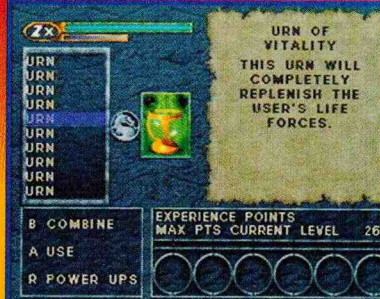 2X
URN
URN
URN
URN
URN
URN
URN
URN
URN
URN
URN OF
VITALITY
THIS URN WILL
COMPLETELY
REPLENISH THE
USER'S LIFE
FORCES.
B COMBINE
A USE
R POWER UPS
EXPERIENCE POINTS
MAX PTS CURRENT LEVEL 26